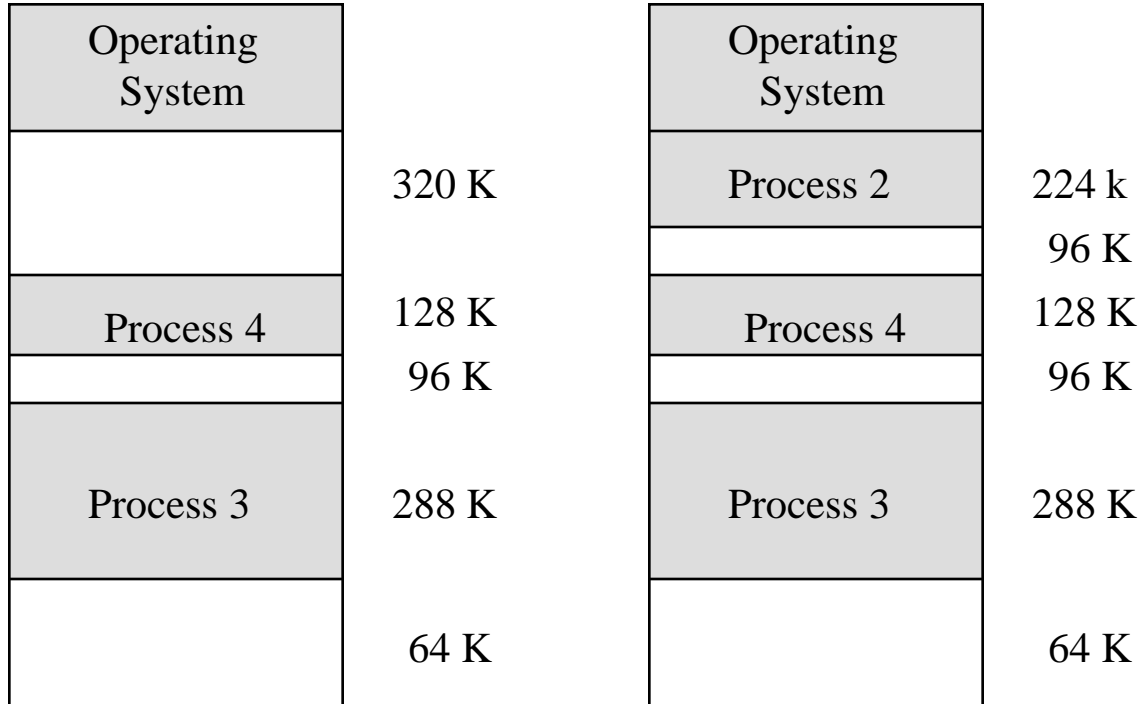 Operating
System
320 K
Process 4
128 K
96 K
Process 3
288 K
64 K
Operating
System
Process 2
224 k
96 K
Process 4
128 K
96 K
Process 3
288 K
64 K